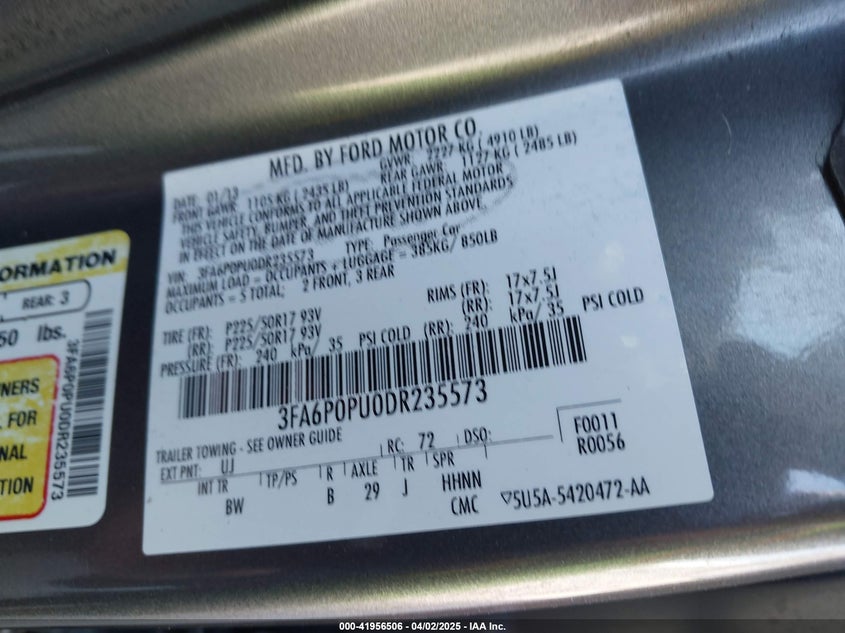 MFD. BY FORD MOTOR CO.
DATE: 01/13 GVWR: 2227 KG ( 4910 LB)
FRONT GAWR: 1105 KG ( 2435 LB) REAR GAWR: 1127 KG ( 2485 LB)
THIS VEHICLE CONFORMS TO ALL APPLICABLE FEDERAL MOTOR
VEHICLE SAFETY, BUMPER, AND THEFT PREVENTION STANDARDS
IN EFFECT ON THE DATE OF MANUFACTURE SHOWN ABOVE.
VIN: 3FA6P0PU0DR235573 TYPE: Passenger Car
MAXIMUM LOAD = OCCUPANTS + LUGGAGE = 385KG/ 850LB
OCCUPANTS = 5 TOTAL; 2 FRONT, 3 REAR
TIRE (FR): P225/50R17 93V RIMS (FR): 17x7.5J
(RR): P225/50R17 93V (RR): 17x7.5J
PRESSURE (FR): 240 kPa/ 35 PSI COLD (RR): 240 kPa/ 35 PSI COLD
3FA6P0PU0DR235573
TRAILER TOWING - SEE OWNER GUIDE
EXT PNT: UJ RC: 72 DSO: F0011
R0056
INT TR TP/PS R AXLE TR SPR
BW B 29 J HHNN
CMC 5U5A-5420472-AA
ORMATION
REAR: 3
50 lbs.
NERS
FOR
NAL
TION
3FA6P0PU0DR235573
000-41956506 - 04/02/2025 - IAA Inc.